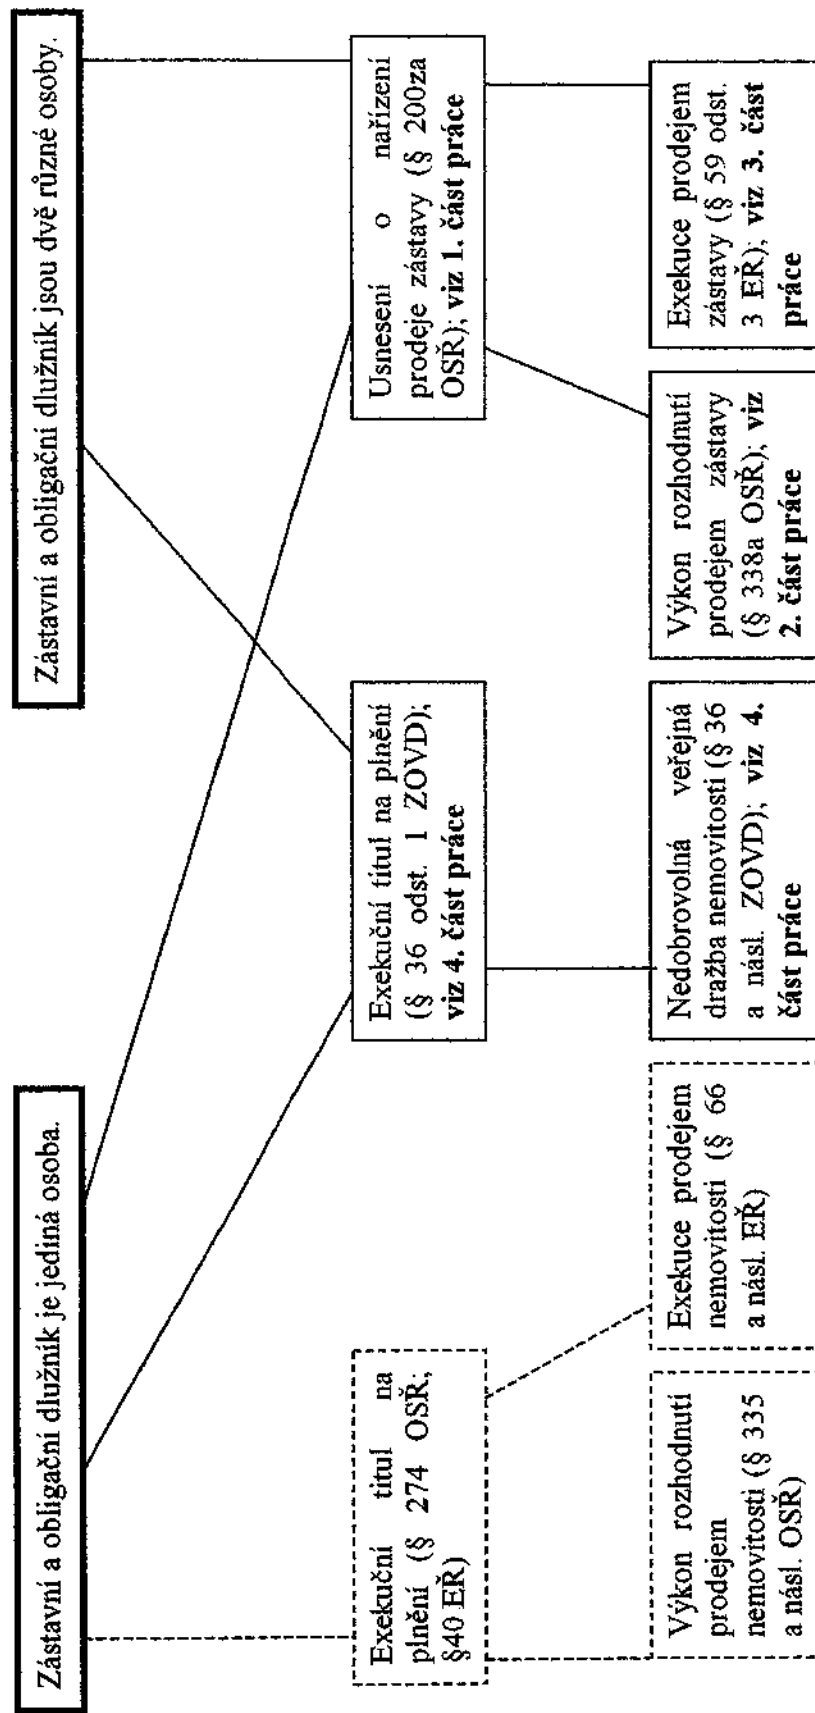 Zástavní a obligační dlužník je jediná osoba.
Zástavní a obligační dlužník jsou dvě různé osoby.
Exekuční titul na
plnění (§ 274 OSŘ,
§40 EŘ)
Exekuční titul na plnění
(§ 36 odst. 1 ZOVD);
viz 4. část práce
Usnesení o nařízení
prodeje zástavy (§ 200za
OSŘ); viz 1. část práce
Výkon rozhodnutí
prodejem
nemovitosti (§ 335
a násl. OSŘ)
Exekuce prodejem
nemovitosti (§ 66
a násl. EŘ)
Nedobrovolná veřejná
dražba nemovitosti (§ 36
a násl. ZOVD); viz 4.
část práce
Výkon rozhodnutí
prodejem zástavy
(§ 338a OSŘ); viz
2. část práce
Exekuce prodejem
zástavy (§ 59 odst.
3 EŘ); viz 3. část
práce